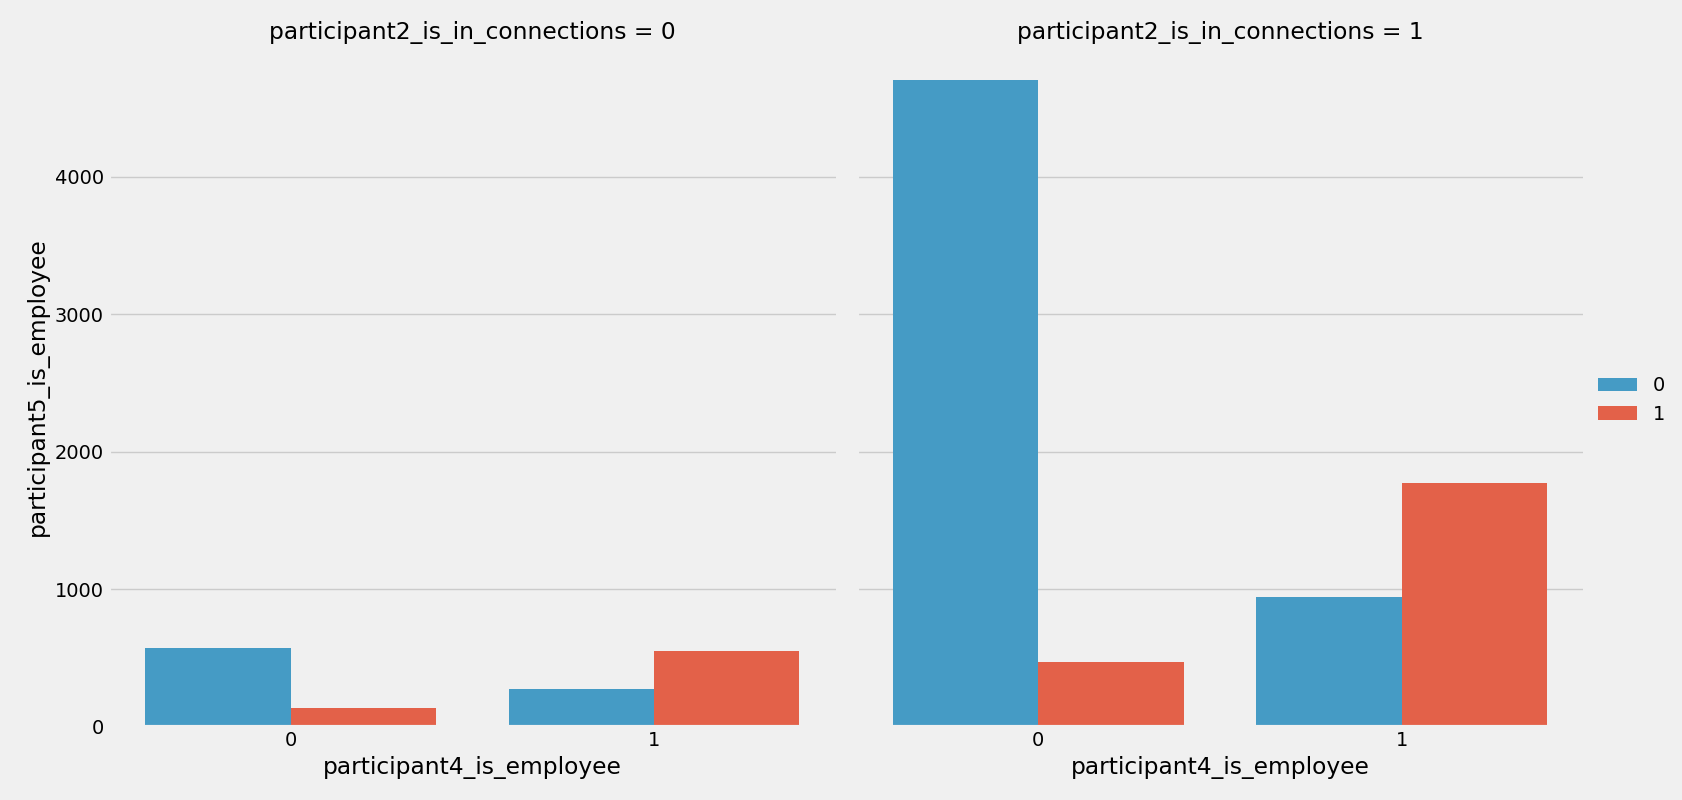 participant2_is_in_connections = 0
participant2_is_in_connections = 1
participant5_is_employee
4000
3000
2000
1000
0
0
1
0
1
participant4_is_employee
participant4_is_employee
0
1